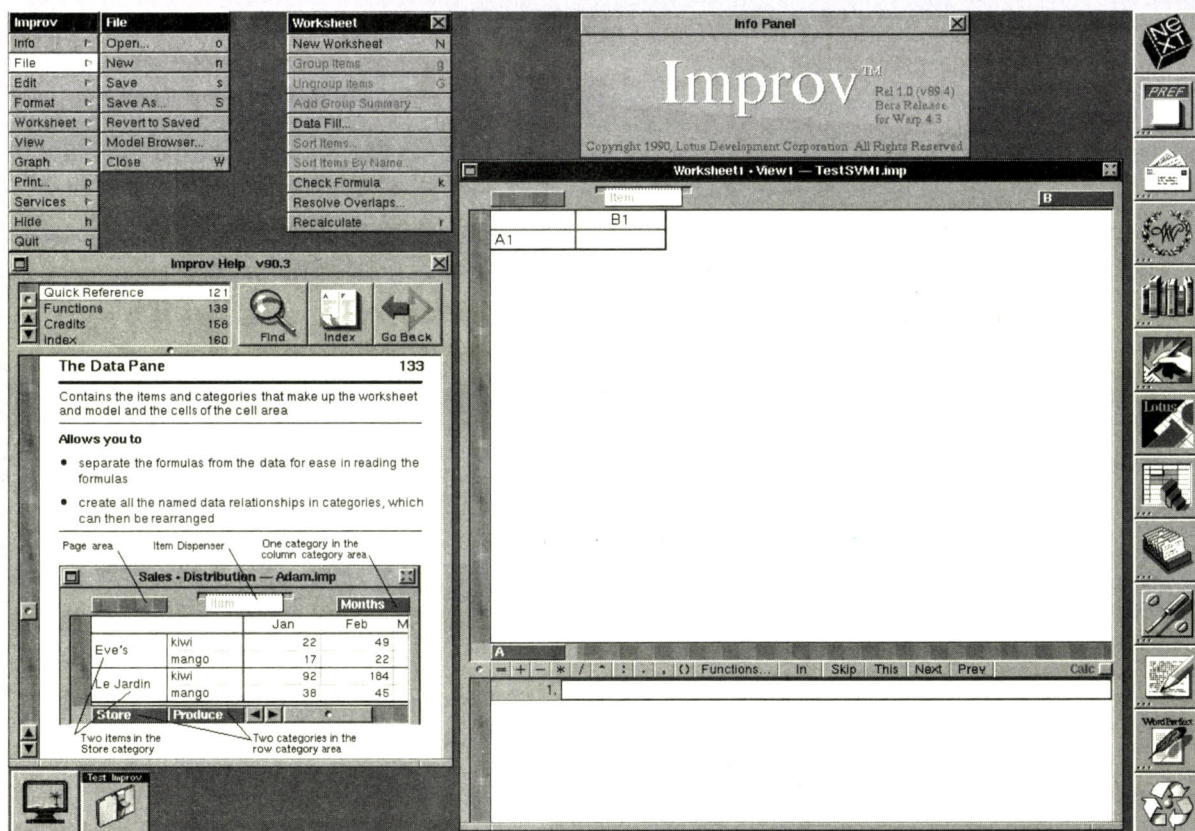 Improv
Info
File
Edit
Format
Worksheet
View
Graph
Print... p
Services
Hide h
Quit q
File
Open... o
New n
Save s
Save As... S
Revert to Saved
Model Browser...
Close W
Worksheet
New Worksheet N
Group Items g
Ungroup Items G
Add Group Summary...
Data Fill...
Sort Items...
Sort Items By Name...
Check Formula k
Resolve Overlaps...
Recalculate r
Info Panel
Improv™
Rel 1.0 (v89.4)
Beta Release
for Warp 4.3
Copyright 1990, Lotus Development Corporation All Rights Reserved
Worksheet1 • View1 — TestSVM1.imp
Item
B
B1
A1
A
= + − * / ^ : . , () Functions... In Skip This Next Prev Calc
1.
Improv Help v90.3
Quick Reference 121
Functions 139
Credits 158
Index 160
Find
A F
Index
Go Back
The Data Pane 133
Contains the items and categories that make up the worksheet
and model and the cells of the cell area
Allows you to
• separate the formulas from the data for ease in reading the
formulas
• create all the named data relationships in categories, which
can then be rearranged
Page area
Item Dispenser
One category in the
column category area
Sales • Distribution — Adam.imp
Item
Months
Jan Feb M
Eve's kiwi 22 49
mango 17 22
Le Jardin kiwi 92 184
mango 38 45
Store Produce
Two items in the
Store category
Two categories in the
row category area
Test Improv
NeXT
PREF
W
Lotus
WordPerfect